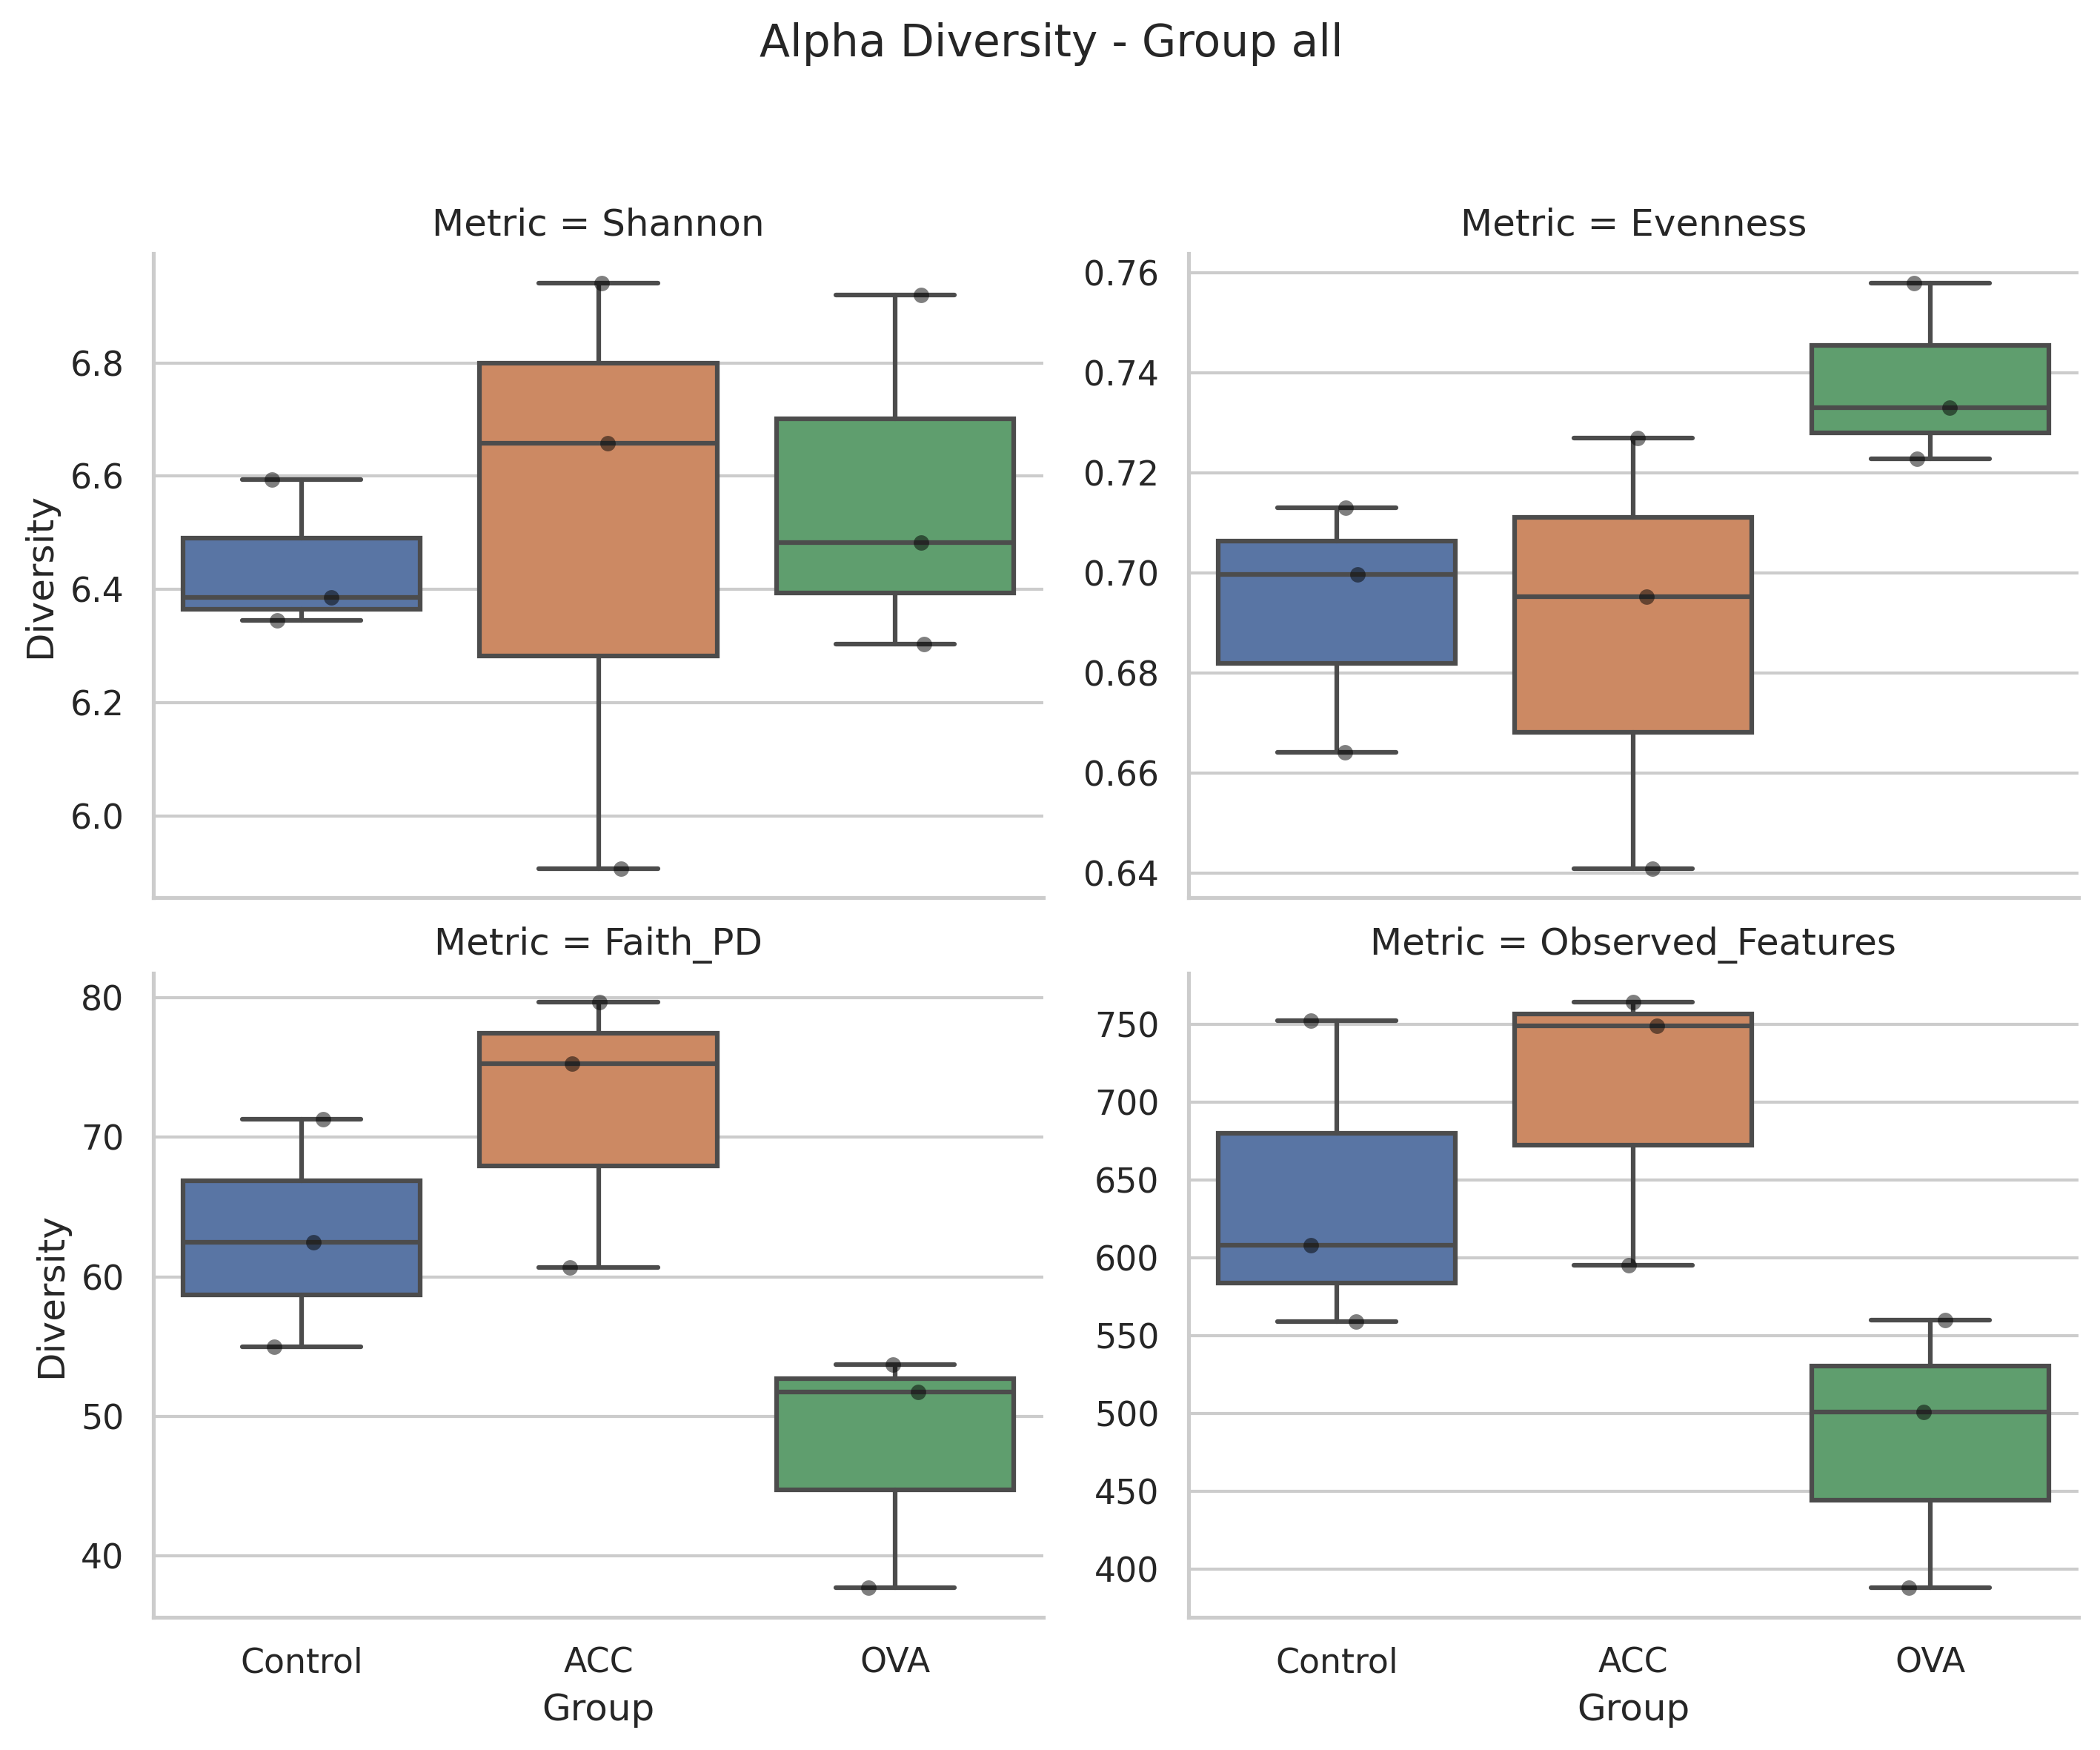 Alpha Diversity - Group all
Metric = Shannon
Diversity
6.8
6.6
6.4
6.2
6.0
Metric = Evenness
0.76
0.74
0.72
0.70
0.68
0.66
0.64
Metric = Faith_PD
Diversity
80
70
60
50
40
Control ACC OVA
Group
Metric = Observed_Features
750
700
650
600
550
500
450
400
Control ACC OVA
Group